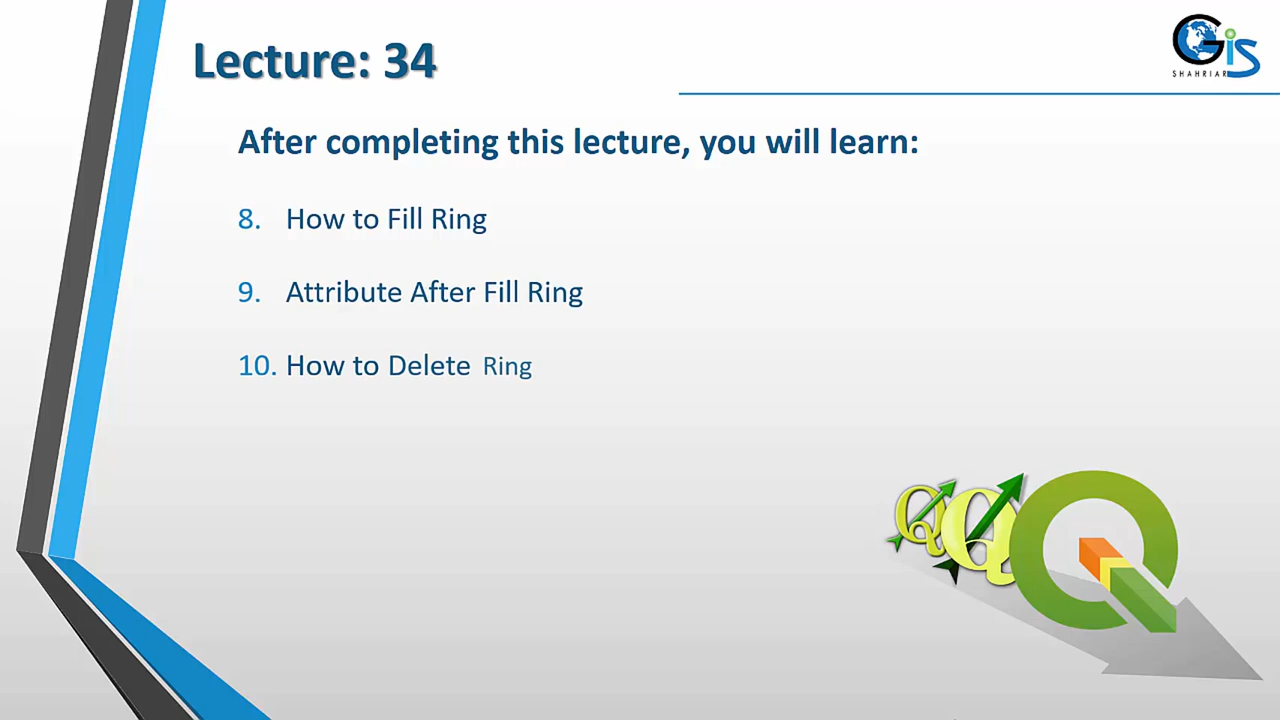 Lecture: 34
GiS
SHAHRIAR
After completing this lecture, you will learn:
8. How to Fill Ring
9. Attribute After Fill Ring
10. How to Delete Ring